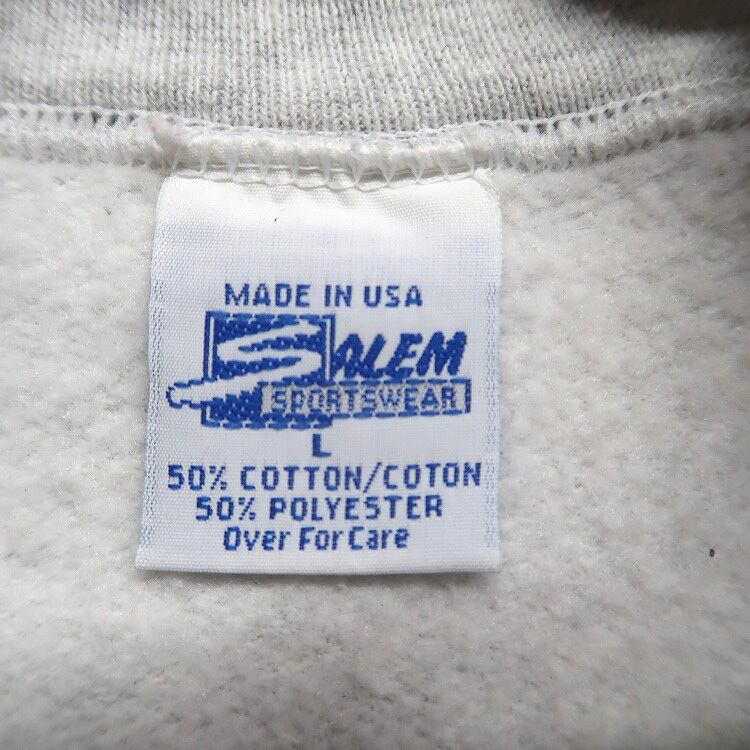 MADE IN USA
SALEM
SPORTSWEAR
L
50% COTTON/COTON
50% POLYESTER
Over For Care